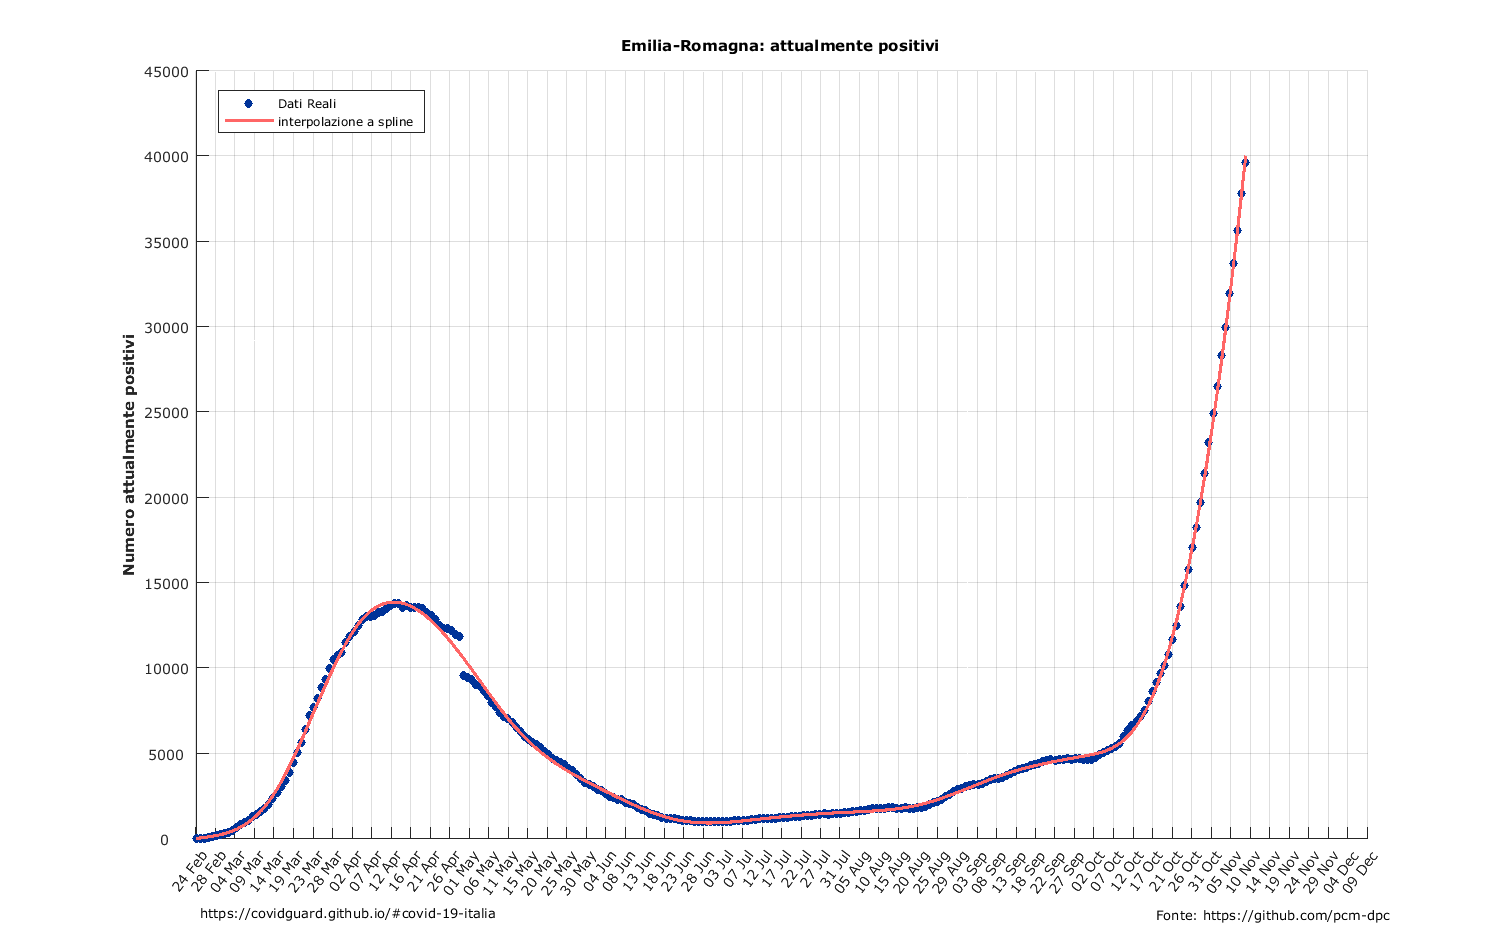 Emilia-Romagna: attualmente positivi
45000
40000
35000
30000
25000
20000
15000
10000
5000
0
Dati Reali
interpolazione a spline
Numero attualmente positivi
24 Feb
28 Feb
04 Mar
09 Mar
14 Mar
19 Mar
23 Mar
28 Mar
02 Apr
07 Apr
12 Apr
16 Apr
21 Apr
26 Apr
01 May
06 May
11 May
15 May
20 May
25 May
30 May
04 Jun
08 Jun
13 Jun
18 Jun
23 Jun
28 Jun
03 Jul
07 Jul
12 Jul
17 Jul
22 Jul
27 Jul
31 Jul
05 Aug
10 Aug
15 Aug
20 Aug
25 Aug
29 Aug
03 Sep
08 Sep
13 Sep
18 Sep
22 Sep
27 Sep
02 Oct
07 Oct
12 Oct
17 Oct
21 Oct
26 Oct
31 Oct
05 Nov
10 Nov
14 Nov
19 Nov
24 Nov
29 Nov
04 Dec
09 Dec
https://covidguard.github.io/#covid-19-italia
Fonte: https://github.com/pcm-dpc